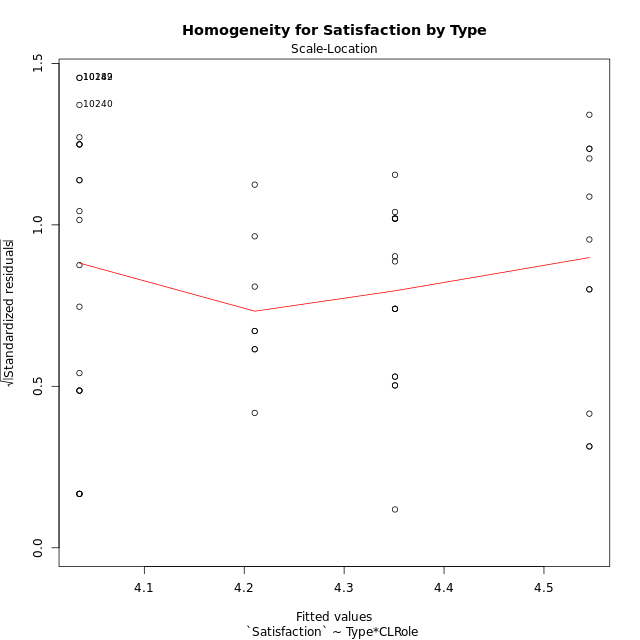 Homogeneity for Satisfaction by Type
Scale-Location
1.5
1.0
0.5
0.0
√|Standardized residuals|
10240
4.1 4.2 4.3 4.4 4.5
Fitted values
`Satisfaction` ~ Type*CLRole